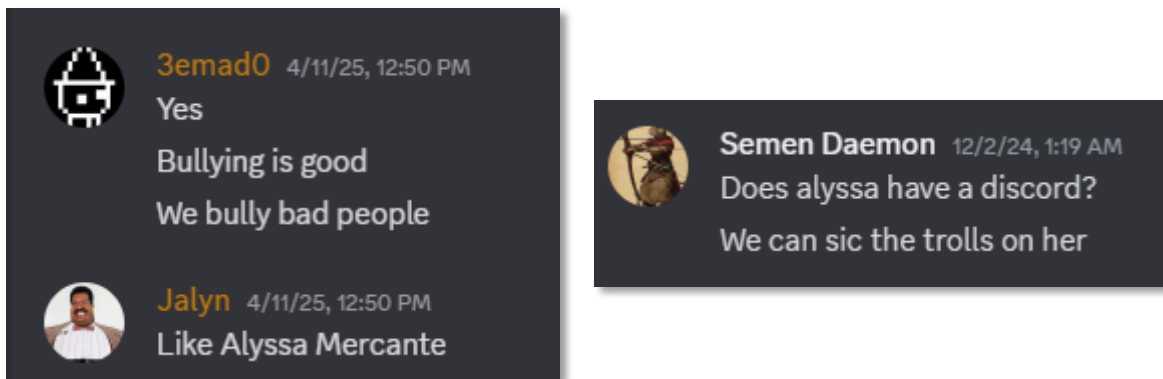 3emad0 4/11/25, 12:50 PM
Yes
Bullying is good
We bully bad people
Jalyn 4/11/25, 12:50 PM
Like Alyssa Mercante
Semen Daemon 12/2/24, 1:19 AM
Does alyssa have a discord?
We can sic the trolls on her